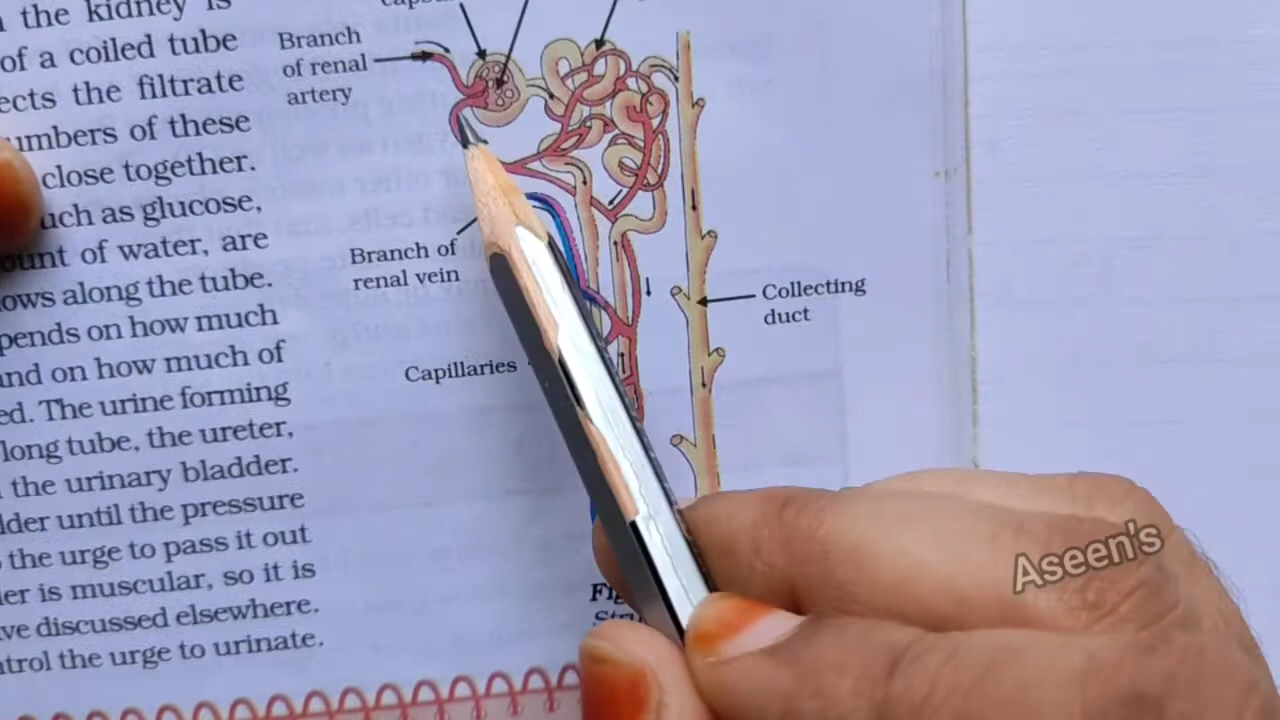 the kidney is
of a coiled tube
ects the filtrate
umbers of these
close together.
uch as glucose,
ount of water, are
ows along the tube.
pends on how much
and on how much of
ed. The urine forming
long tube, the ureter,
the urinary bladder.
lder until the pressure
the urge to pass it out
er is muscular, so it is
ve discussed elsewhere.
ntrol the urge to urinate.
Branch
of renal
artery
Branch of
renal vein
Capillaries
Collecting
duct
Aseen's